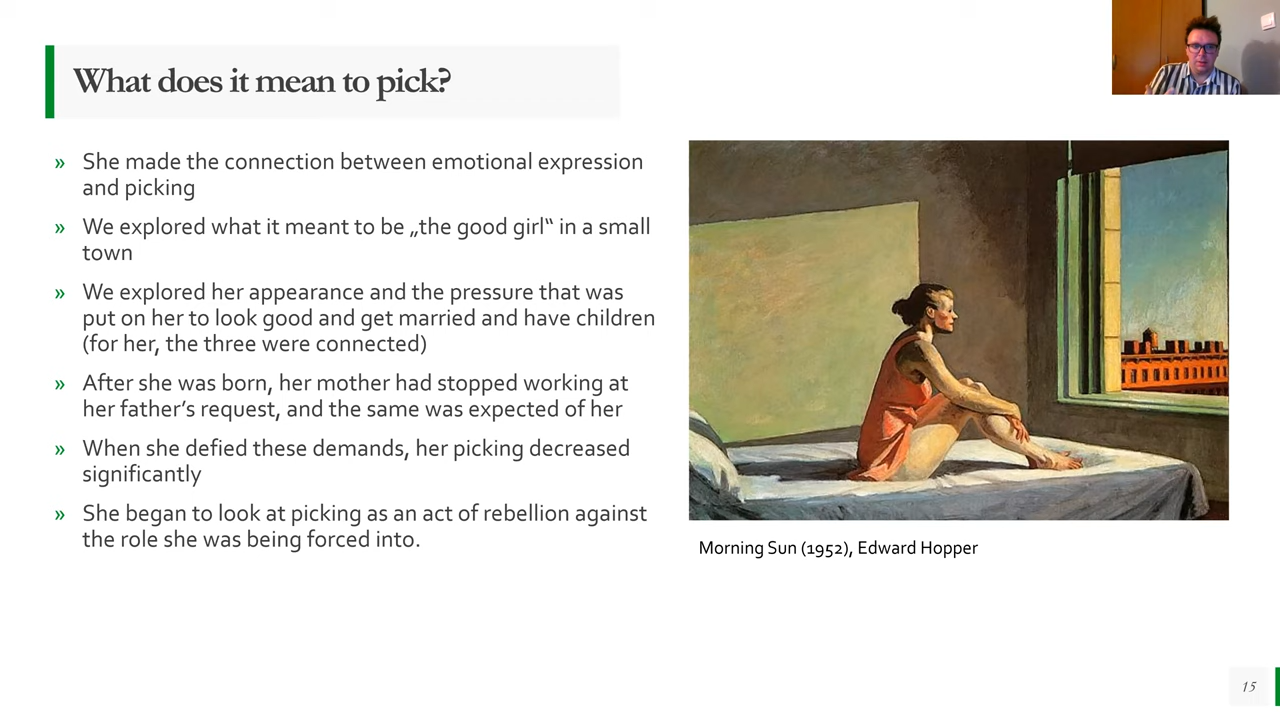 What does it mean to pick?
» She made the connection between emotional expression
and picking
» We explored what it meant to be „the good girl‟ in a small
town
» We explored her appearance and the pressure that was
put on her to look good and get married and have children
(for her, the three were connected)
» After she was born, her mother had stopped working at
her father’s request, and the same was expected of her
» When she defied these demands, her picking decreased
significantly
» She began to look at picking as an act of rebellion against
the role she was being forced into.
Morning Sun (1952), Edward Hopper
15